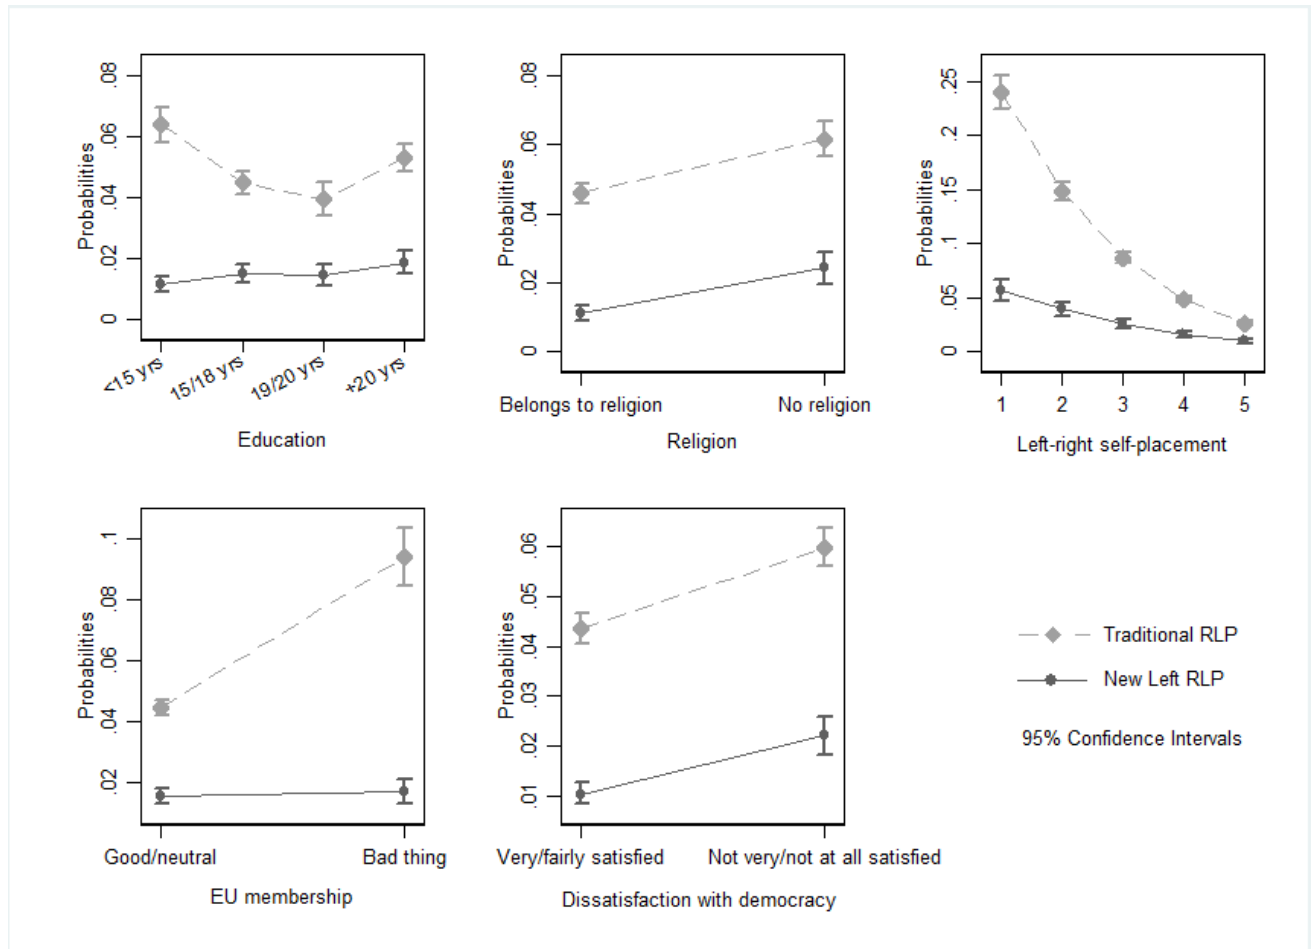 Probabilities
.08
.06
.04
.02
0
<15 yrs
15/18 yrs
19/20 yrs
+20 yrs
Education
Probabilities
.08
.06
.04
.02
0
Belongs to religion
No religion
Religion
Probabilities
.25
.2
.15
.1
.05
0
1
2
3
4
5
Left-right self-placement
Probabilities
.1
.08
.06
.04
.02
Good/neutral
Bad thing
EU membership
Probabilities
.06
.05
.04
.03
.02
.01
Very/fairly satisfied
Not very/not at all satisfied
Dissatisfaction with democracy
Traditional RLP
New Left RLP
95% Confidence Intervals